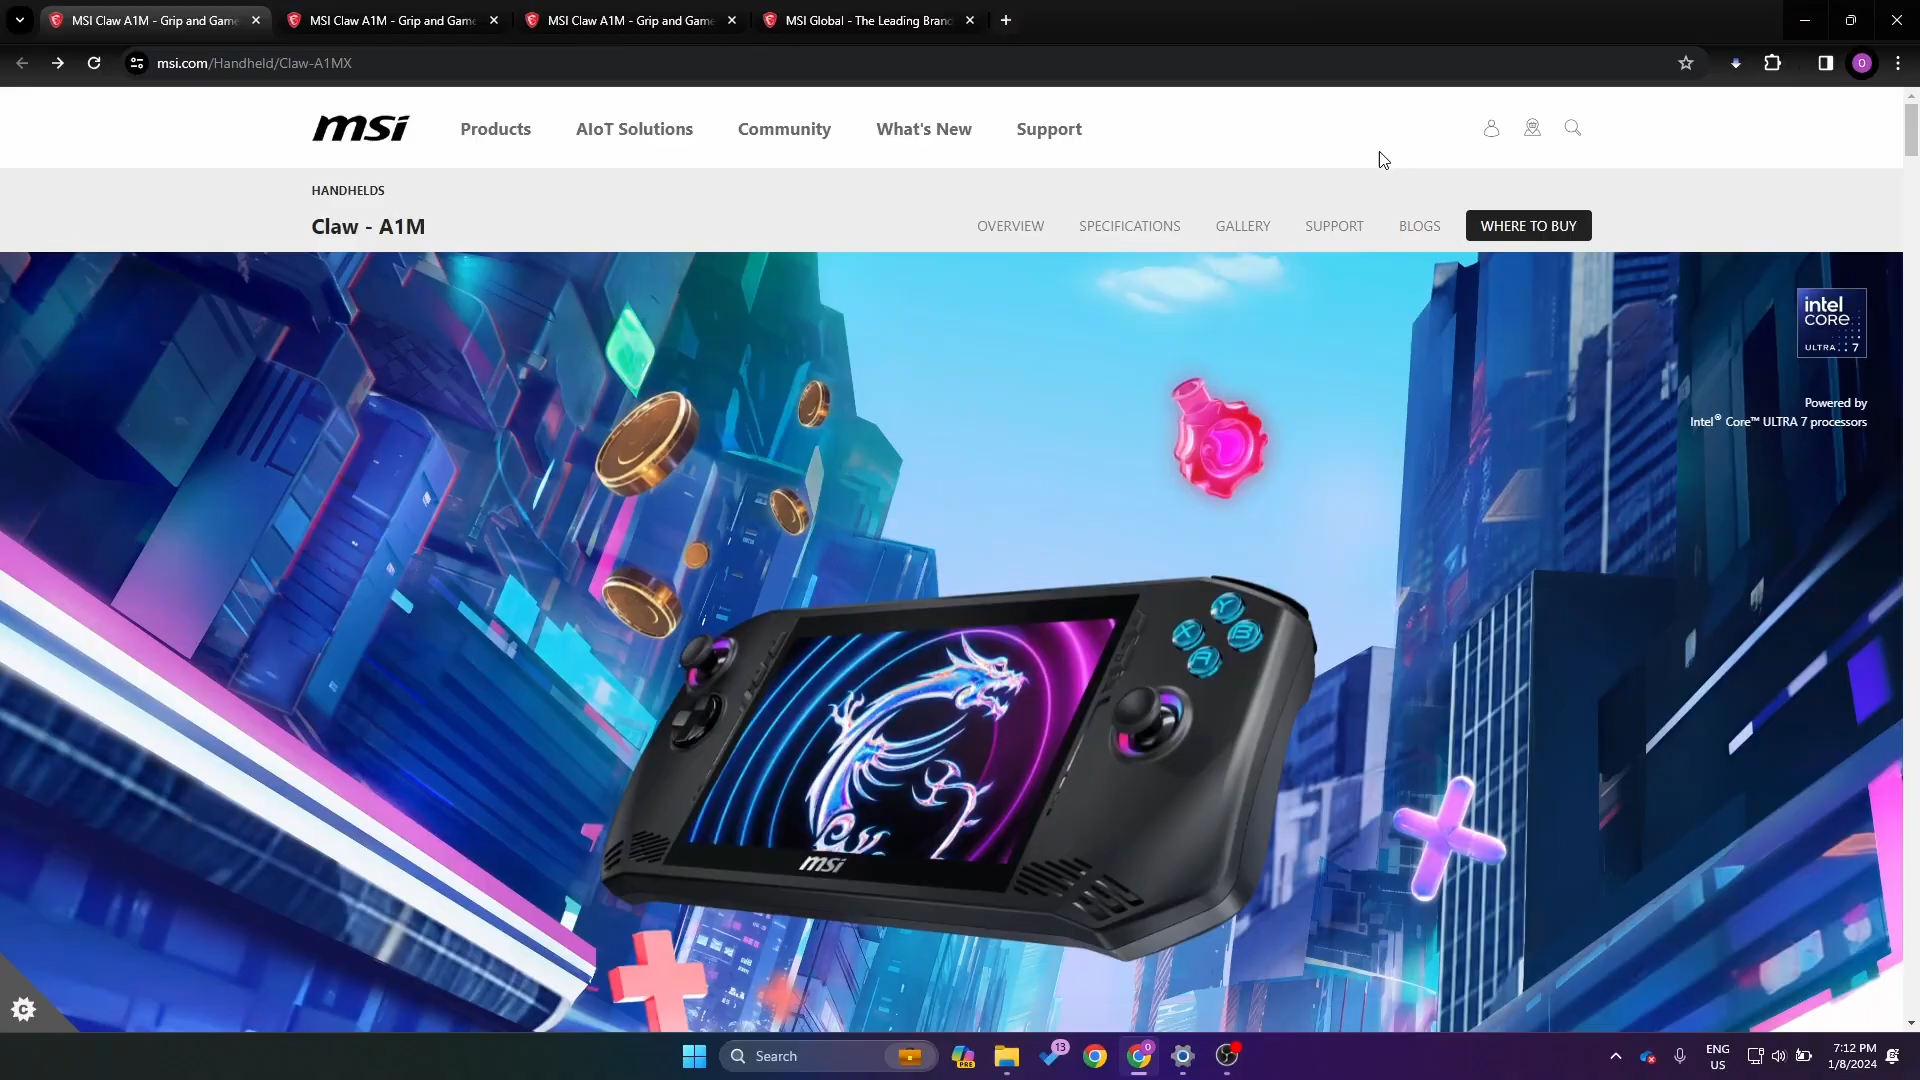 MSI Claw A1M - Grip and Game
MSI Claw A1M - Grip and Game
MSI Claw A1M - Grip and Game
MSI Global - The Leading Brand
msi.com/Handheld/Claw-A1MX
O
msi
Products
AIoT Solutions
Community
What's New
Support
HANDHELDS
Claw - A1M
OVERVIEW
SPECIFICATIONS
GALLERY
SUPPORT
BLOGS
WHERE TO BUY
intel
CORE
ULTRA 7
Powered by
Intel® Core™ ULTRA 7 processors
Y
X
B
A
msi
C
Search
PRE
13
O
ENG
US
7:12 PM
1/8/2024